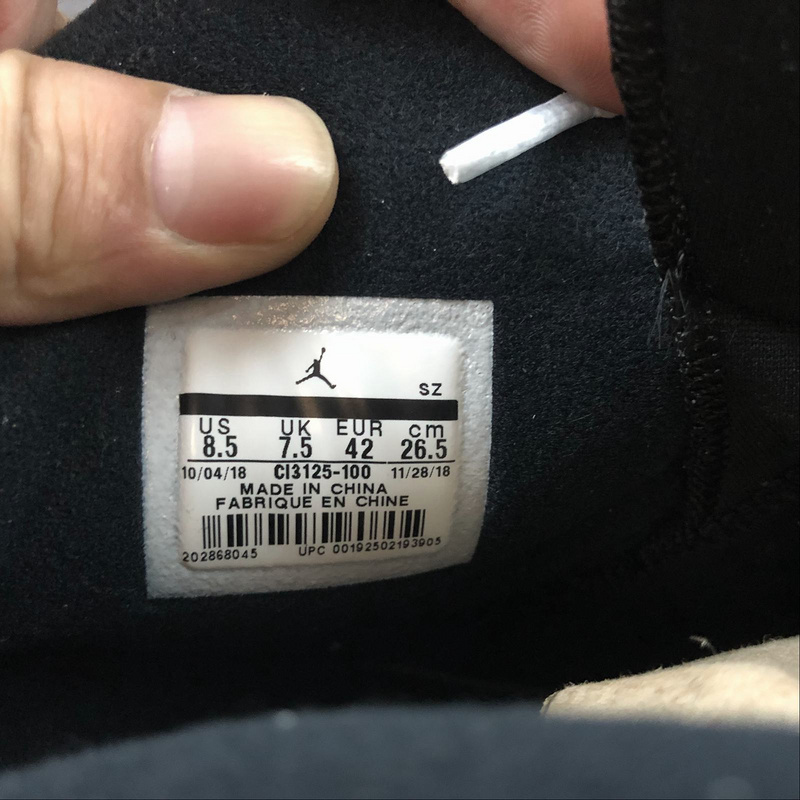 SZ
US UK EUR cm
8.5 7.5 42 26.5
10/04/18 CI3125-100 11/28/18
MADE IN CHINA
FABRIQUE EN CHINE
202868045 UPC 00192502193905